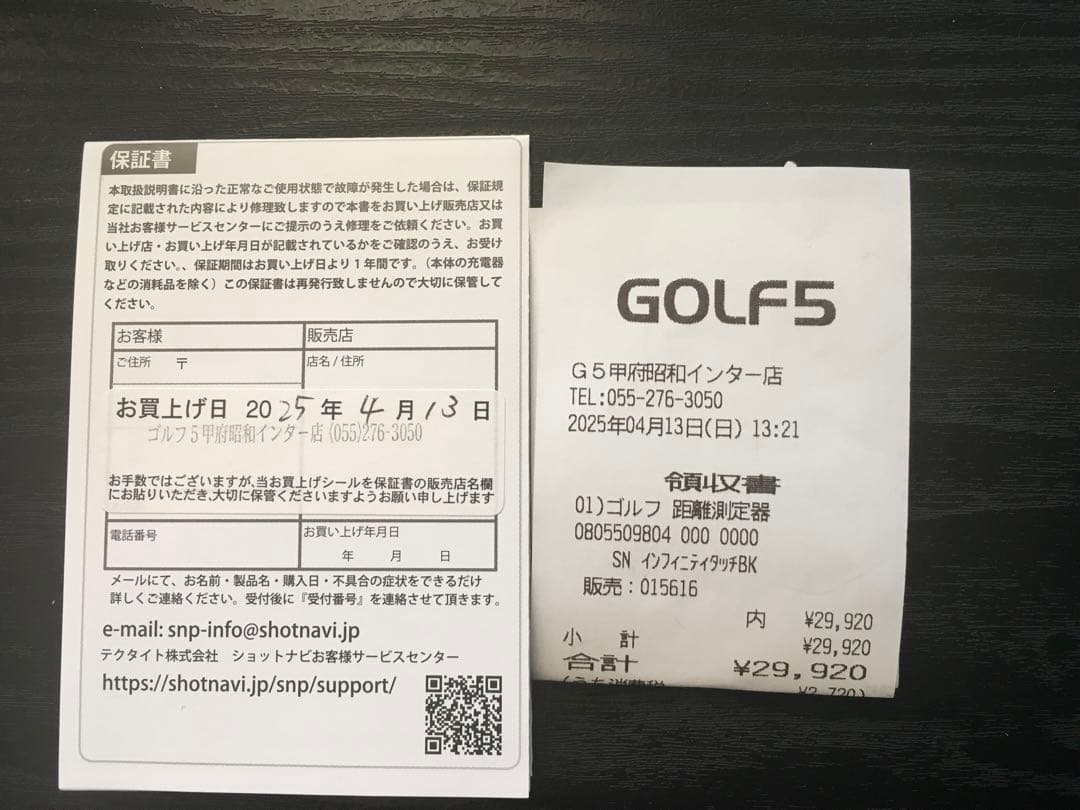 保証書
本取扱説明書に沿った正常なご使用状態で故障が発生した場合は、保証規
定に記載された内容により修理致しますので本書をお買い上げ販売店又は
当社お客様サービスセンターにご提示のうえ修理をご依頼ください。お買
い上げ店・お買い上げ年月日が記載されているかをご確認のうえ、お受け
取りください。、保証期間はお買い上げ日より1年間です。（本体の充電器
などの消耗品を除く）この保証書は再発行致しませんので大切に保管して
ください。
お客様 販売店
ご住所 〒 店名/住所
お買上げ日 2025年4月13日
ゴルフ5甲府昭和インター店(055)276-3050
お手数ではございますが、当お買上げシールを保証書の販売店名欄
にお貼りいただき、大切に保管くださいますようお願い申し上げます
電話番号 お買い上げ年月日
年 月 日
メールにて、お名前・製品名・購入日・不具合の症状をできるだけ
詳しくご連絡ください。受付後に『受付番号』を連絡させて頂きます。
e-mail: snp-info@shotnavi.jp
テクタイト株式会社 ショットナビお客様サービスセンター
https://shotnavi.jp/snp/support/
GOLF5
G5甲府昭和インター店
TEL:055-276-3050
2025年04月13日(日) 13:21
領収書
01)ゴルフ 距離測定器
0805509804 000 0000
SN インフィニティタッチBK
販売：015616
内 ¥29,920
小 計 ¥29,920
合計 ¥29,920
(うち消費税 ¥2,720)